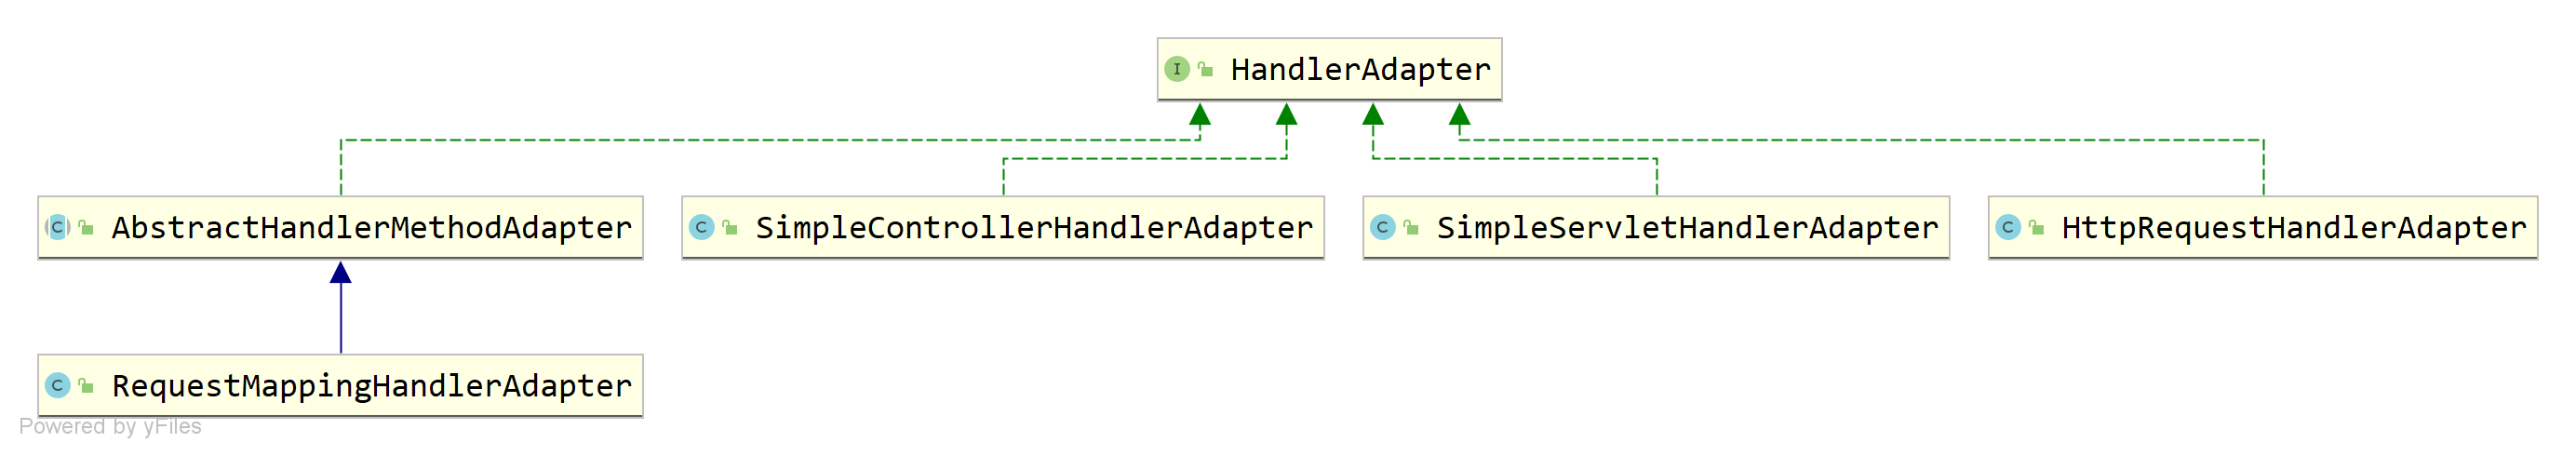 I HandlerAdapter
C AbstractHandlerMethodAdapter
C SimpleControllerHandlerAdapter
C SimpleServletHandlerAdapter
C HttpRequestHandlerAdapter
C RequestMappingHandlerAdapter
Powered by yFiles